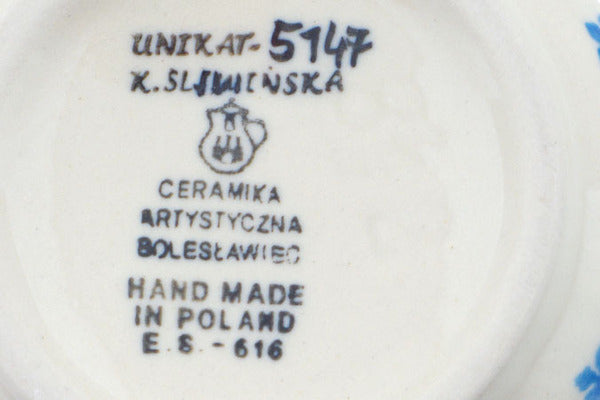 UNIKAT-5147
K. SLIWIŃSKA
CERAMIKA
ARTYSTYCZNA
BOLESŁAWIEC
HAND MADE
IN POLAND
E.S.-616